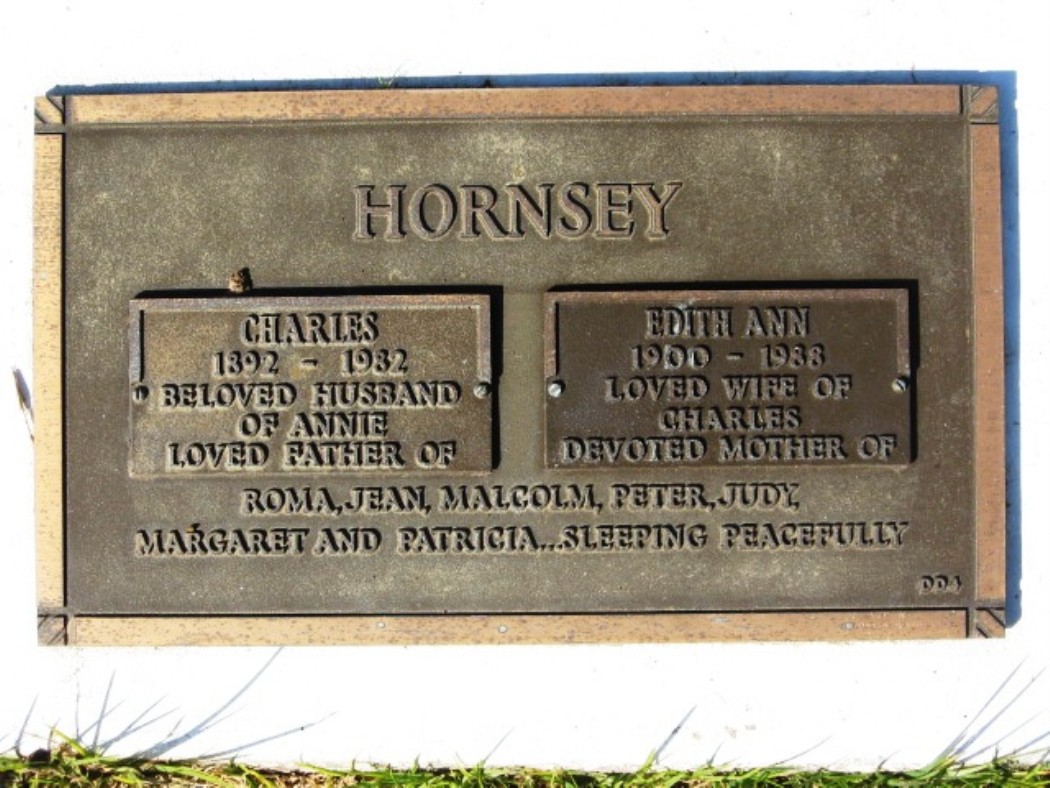 HORNSEY
CHARLES
1892 - 1982
BELOVED HUSBAND
OF ANNIE
LOVED FATHER OF
EDITH ANN
1900 - 1988
LOVED WIFE OF
CHARLES
DEVOTED MOTHER OF
ROMA, JEAN, MALCOLM, PETER, JUDY,
MARGARET AND PATRICIA...SLEEPING PEACEFULLY
DD4